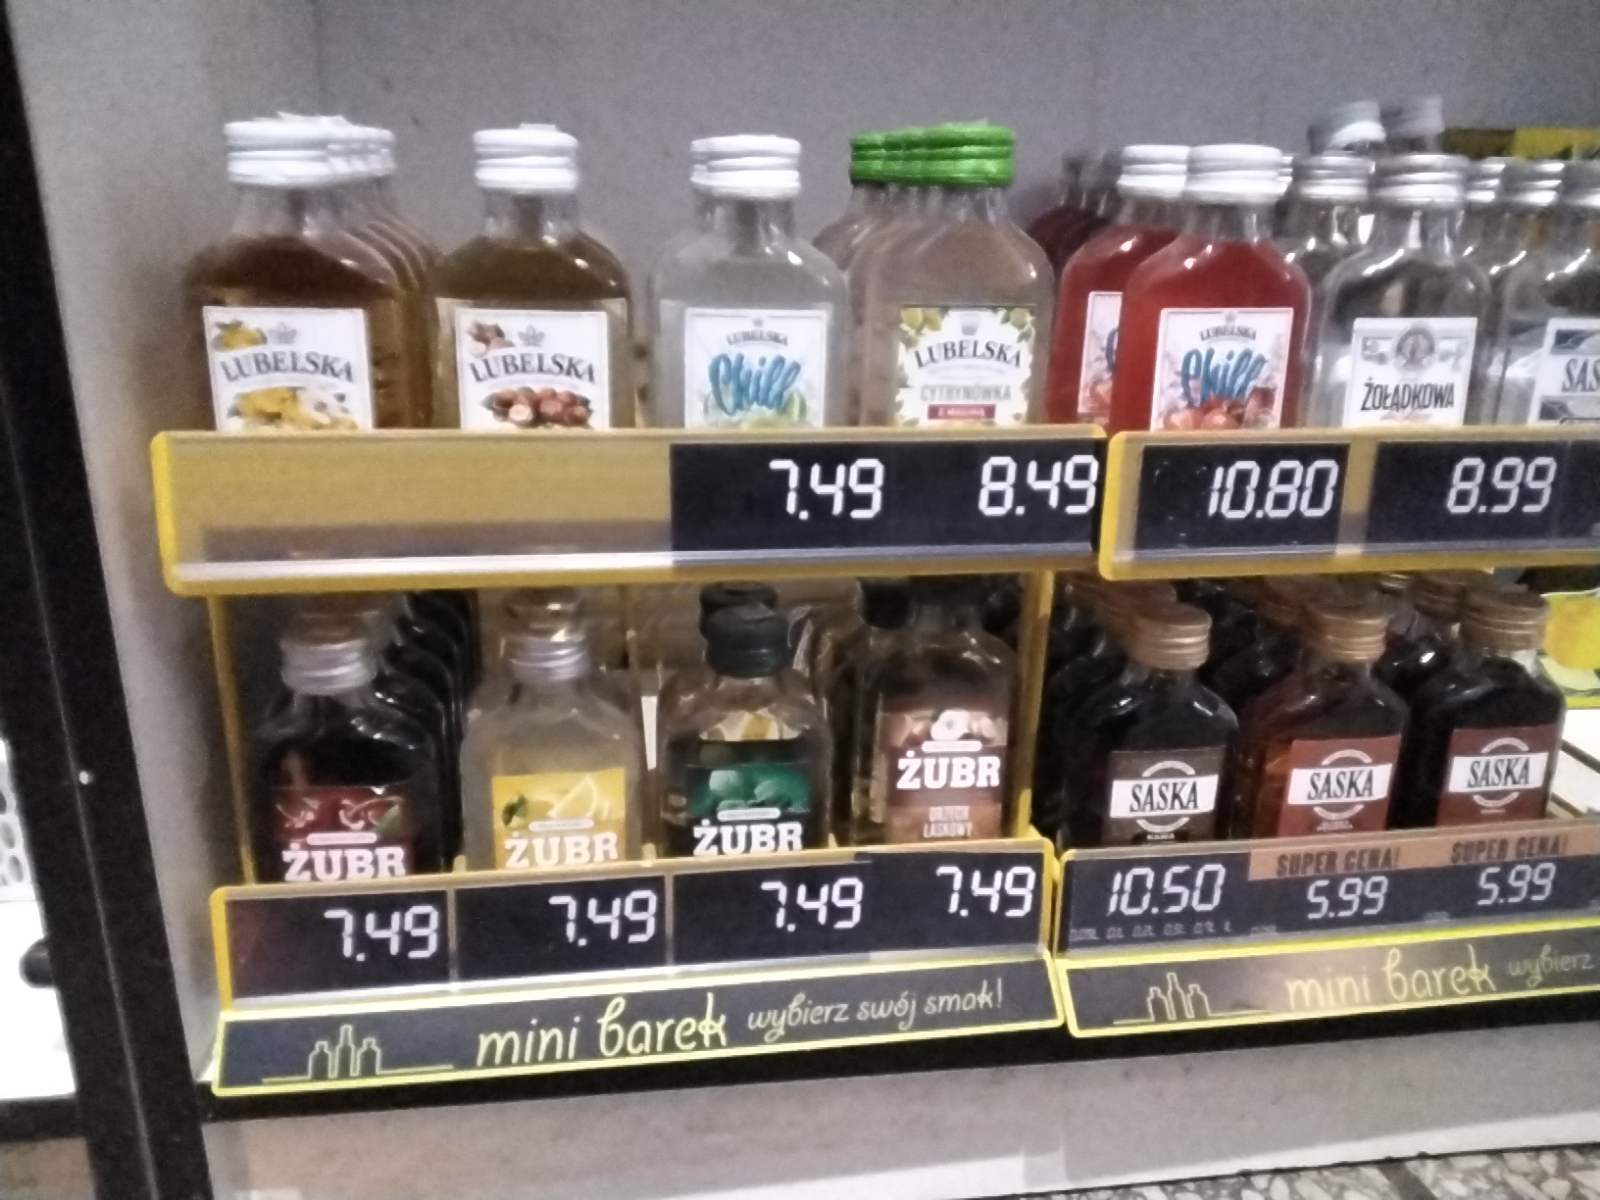 LUBELSKA
LUBELSKA
LUBELSKA
Chill
LUBELSKA
CYTRYNÓWKA
Z MALINĄ
LUBELSKA
Chill
ŻOŁĄDKOWA
SAS
7.49
8.49
10.80
8.99
ŻUBR
ŻUBR
ŻUBR
ŻUBR
ORZECH
LASKOWY
SASKA
SASKA
SASKA
7.49
7.49
7.49
7.49
10.50
SUPER CENA!
5.99
SUPER CENA!
5.99
mini barek wybierz swój smak!
mini barek wybierz